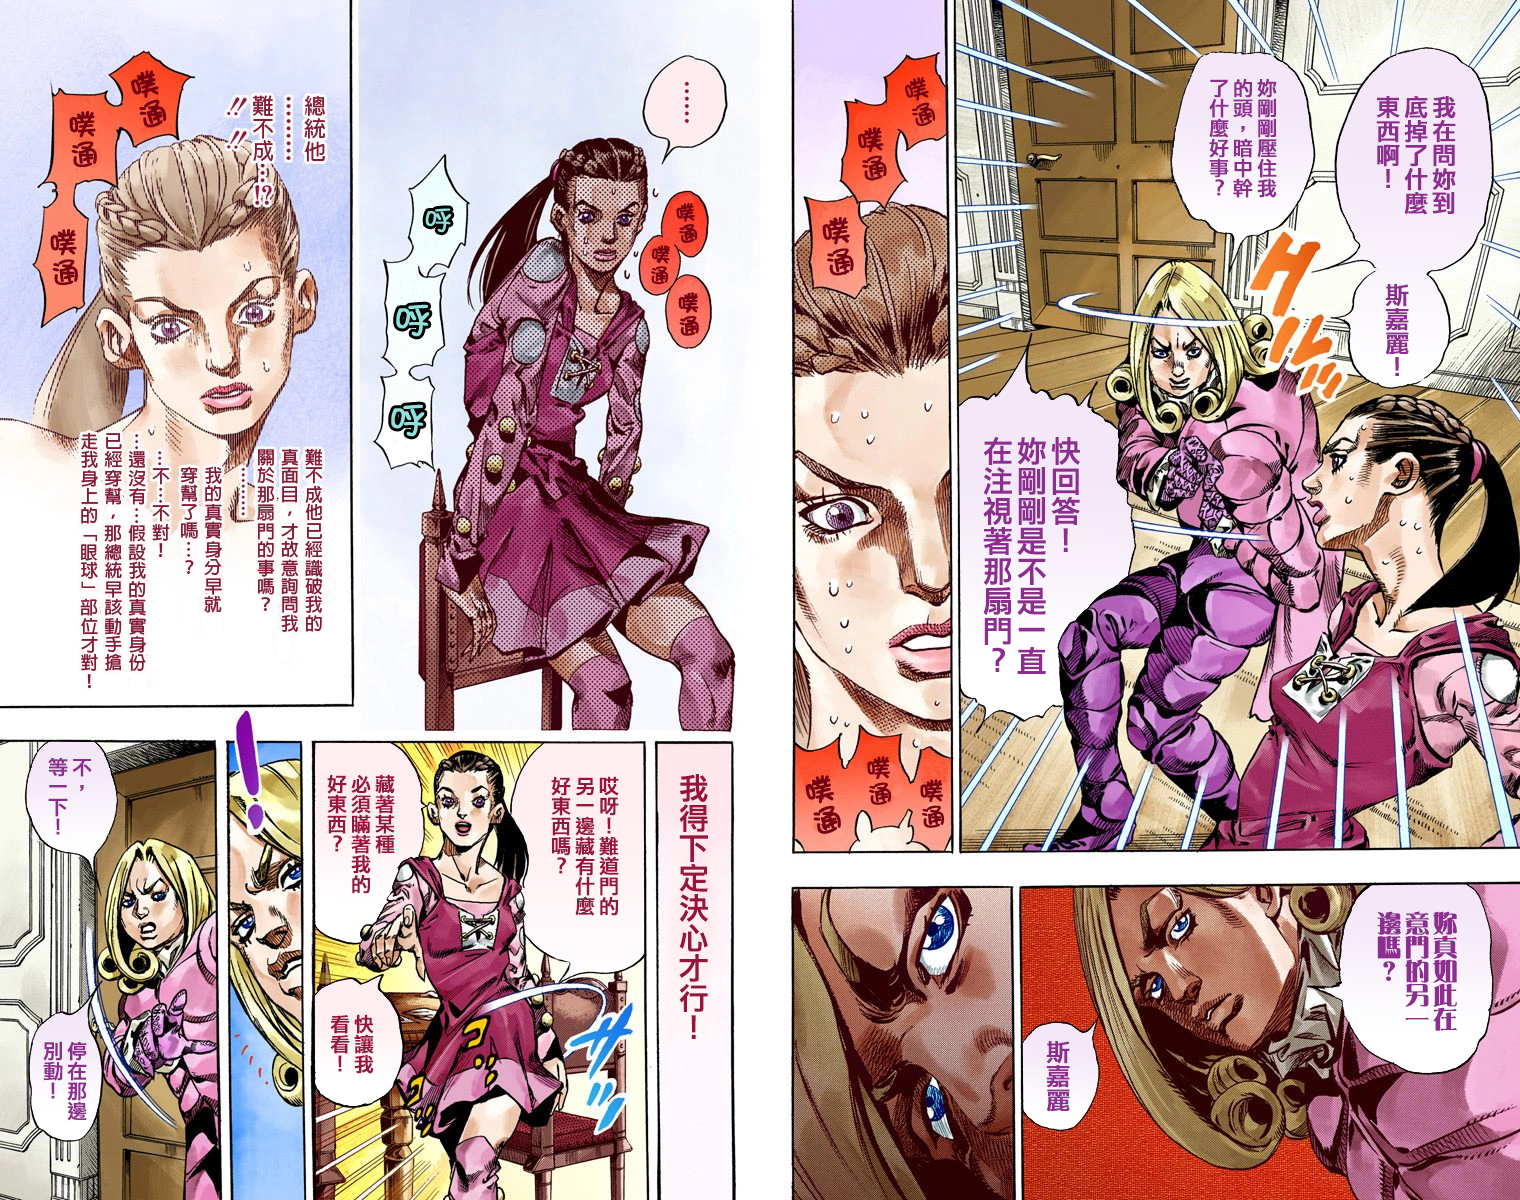 我在問妳到
底掉了什麼
東西啊！
斯嘉麗！
妳剛剛壓住我
的頭，暗中幹
了什麼好事？
快回答！
妳剛剛是不是一直
在注視著那扇門？
噗通
噗通
噗通
噗通
噗通
噗通
妳真如此在
意門的另一
邊嗎？
斯嘉麗
……
噗通
噗通
噗通
呼
呼
呼
總統他
………
難不成…!?
!!
!!
噗通
噗通
噗通
難不成他已經識破我的
真面目，才故意詢問我
關於那扇門的事嗎？
…………
我的真實身分早就
穿幫了嗎…？
…不…不對！
…還沒有…假設我的真實身份
已經穿幫，那總統早該動手搶
走我身上的「眼球」部位才對！
我得下定決心才行！
哎呀！難道門的
另一邊藏有什麼
好東西嗎？
藏著某種
必須瞞著我的
好東西？
快讓我
看看！
！
不，
等一下！
停在那邊
別動！